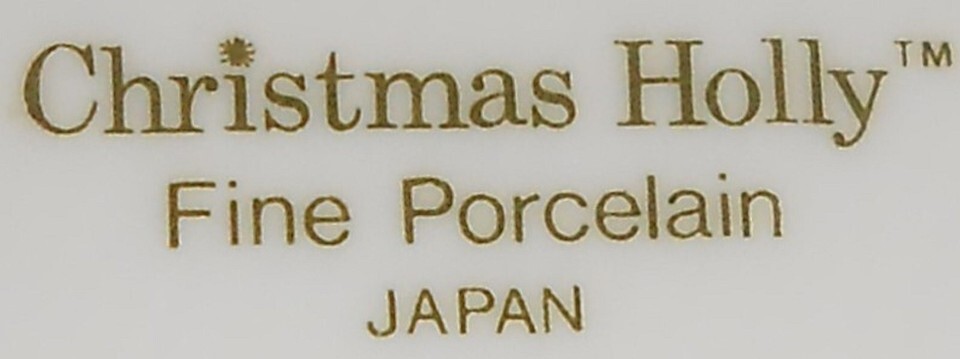 Christmas Holly™
Fine Porcelain
JAPAN